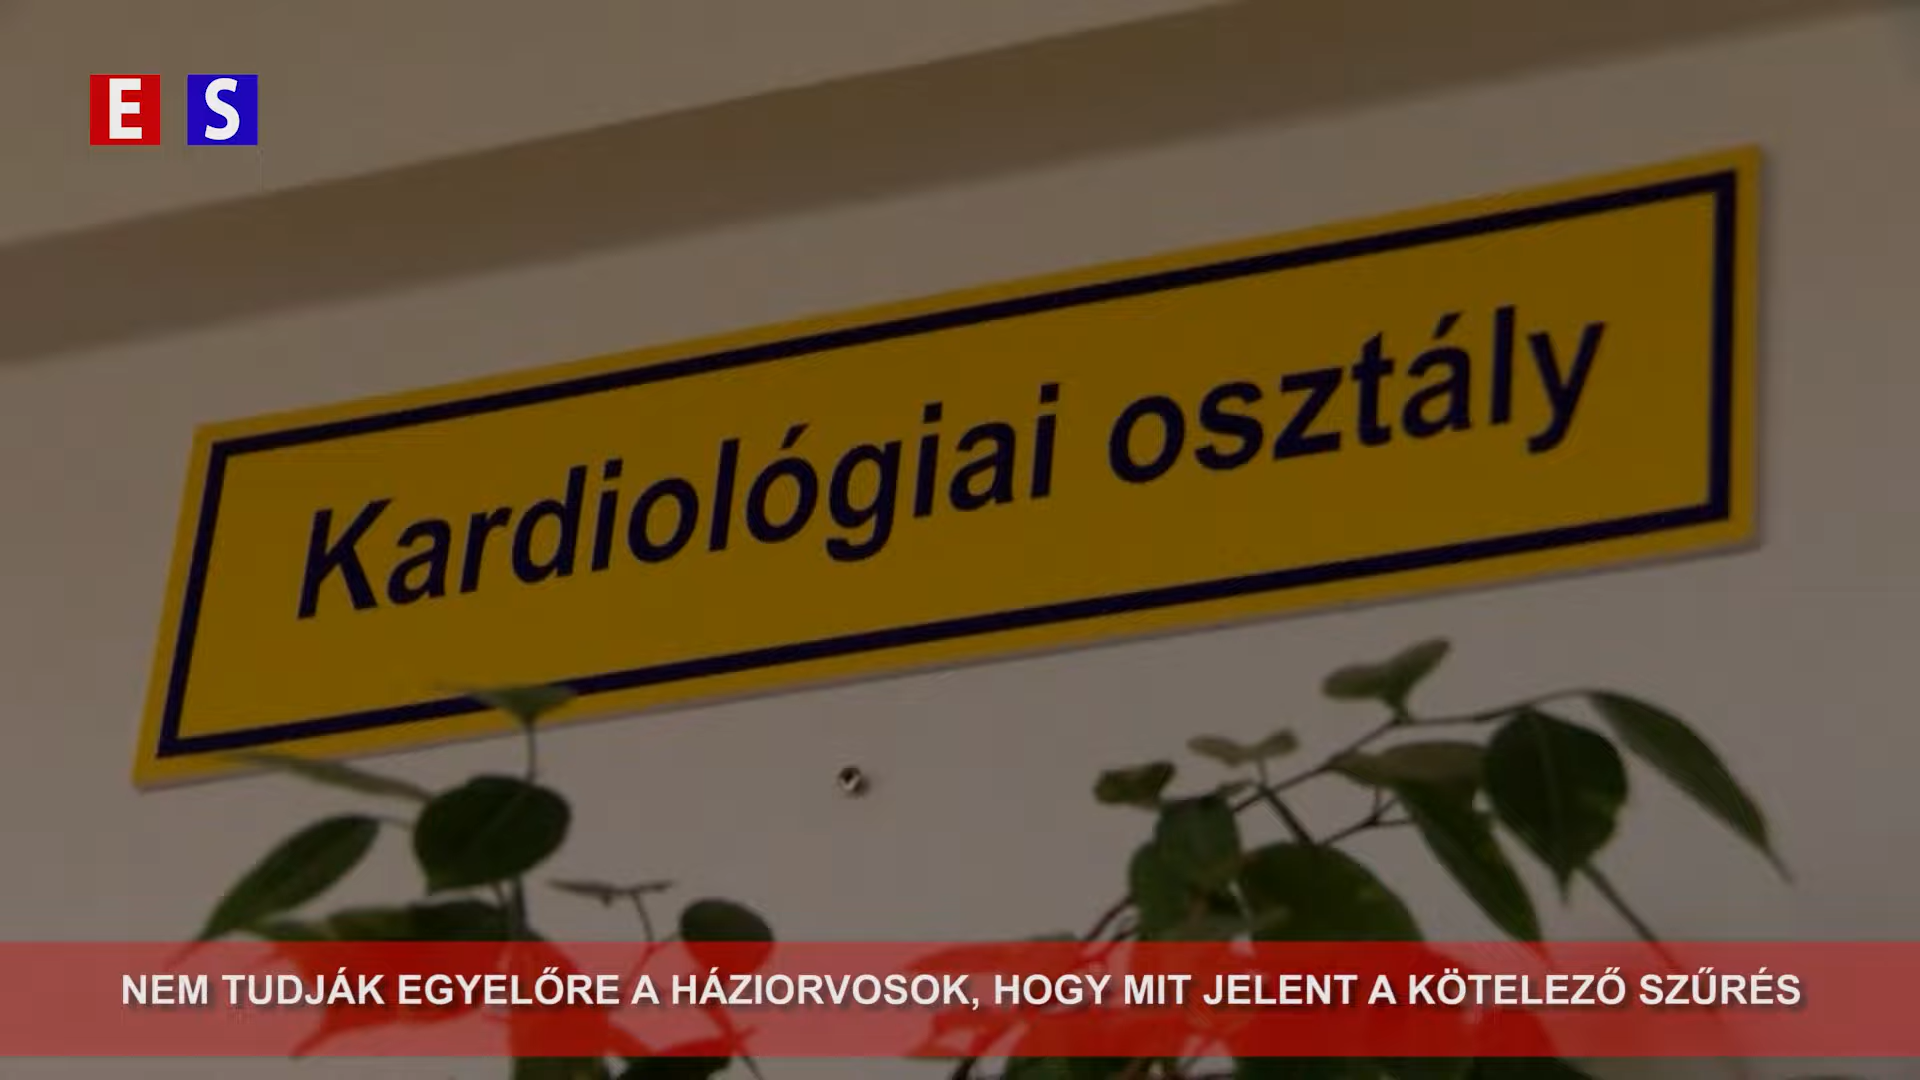 E S
Kardiológiai osztály
NEM TUDJÁK EGYELŐRE A HÁZIORVOSOK, HOGY MIT JELENT A KÖTELEZŐ SZŰRÉS